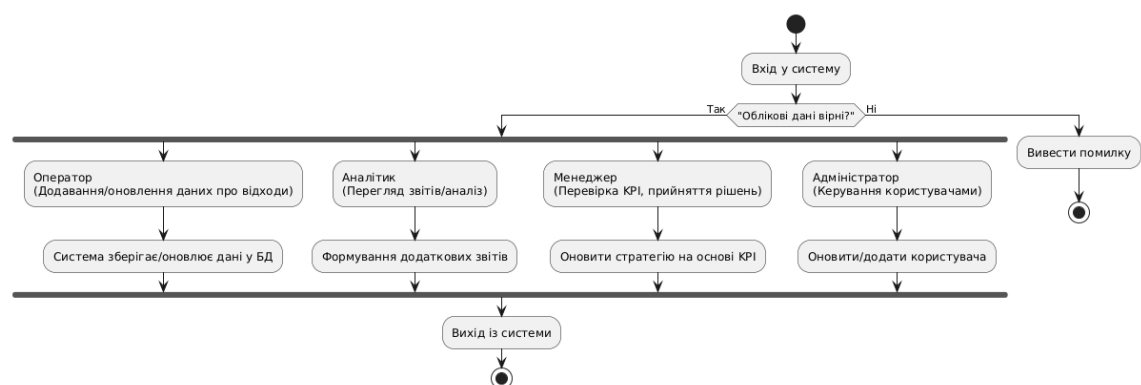 Вхід у систему
Так
"Облікові дані вірні?"
Ні
Оператор
(Додавання/оновлення даних про відходи)
Система зберігає/оновлює дані у БД
Аналітик
(Перегляд звітів/аналіз)
Формування додаткових звітів
Менеджер
(Перевірка KPI, прийняття рішень)
Оновити стратегію на основі KPI
Адміністратор
(Керування користувачами)
Оновити/додати користувача
Вивести помилку
Вихід із системи